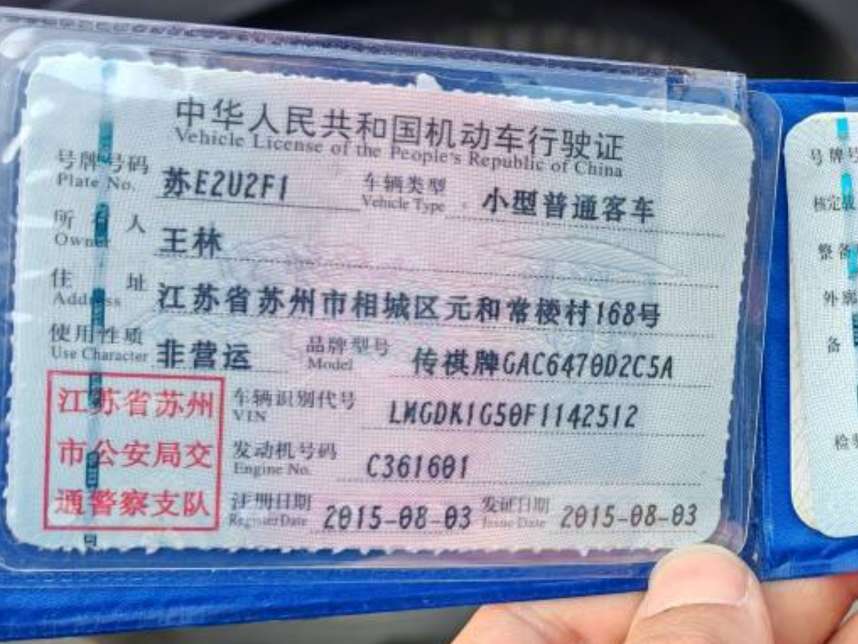 中华人民共和国机动车行驶证
Vehicle License of the People's Republic of China
号牌号码 苏E2U2F1 车辆类型 小型普通客车
Plate No. Vehicle Type
所有人 王林
Owner
住址 江苏省苏州市相城区元和常楼村168号
Address
使用性质 非营运 品牌型号 传祺牌GAC6470D2C5A
Use Character Model
江苏省苏州
市公安局交
通警察支队
车辆识别代号 LMGDK1G50F1142512
VIN
发动机号码 C361601
Engine No.
注册日期 2015-08-03 发证日期 2015-08-03
Register Date Issue Date
号牌号
核定载
整备
外廓
备
检验